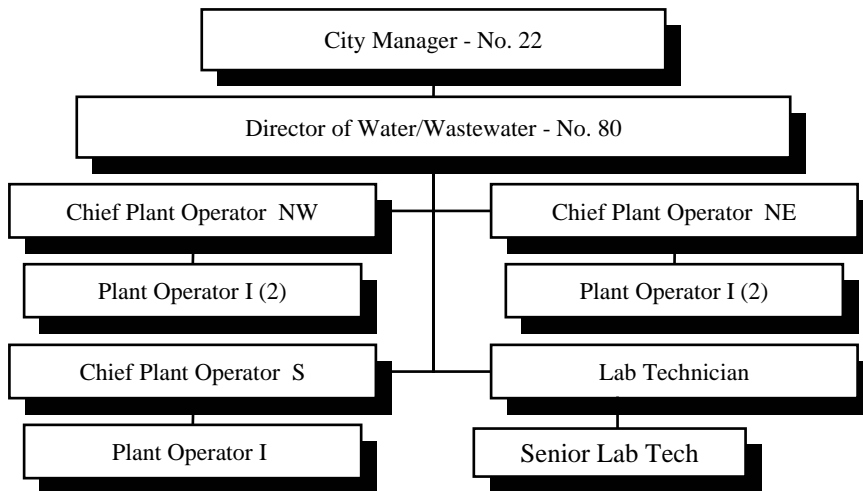 City Manager - No. 22
Director of Water/Wastewater - No. 80
Chief Plant Operator NW
Chief Plant Operator NE
Plant Operator I (2)
Plant Operator I (2)
Chief Plant Operator S
Lab Technician
Plant Operator I
Senior Lab Tech